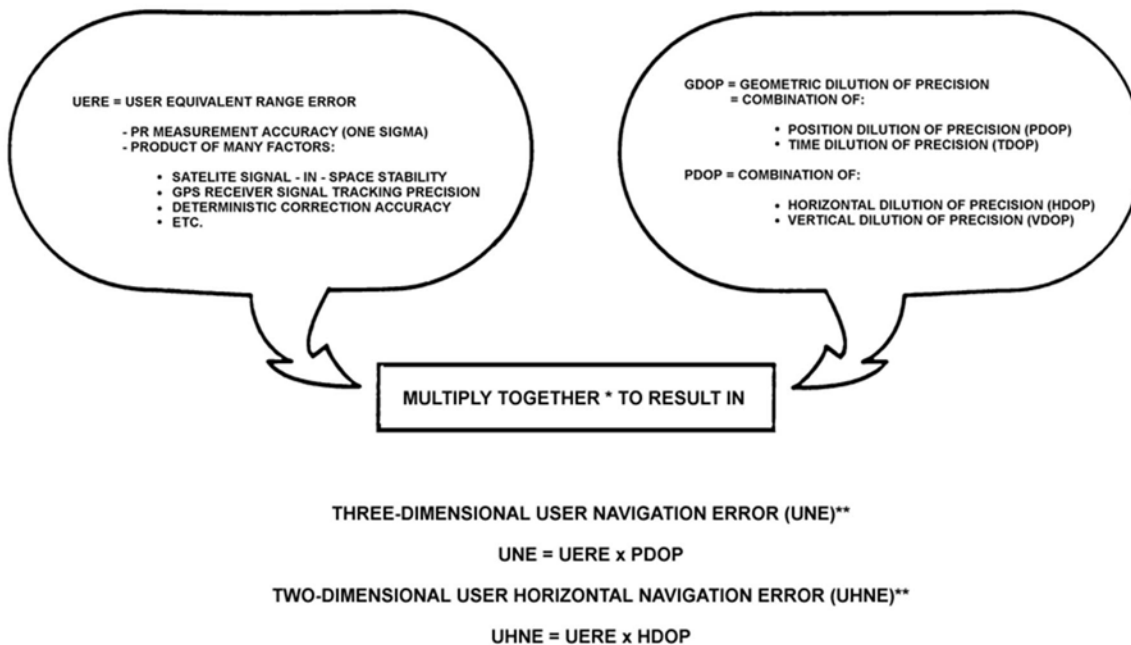 UERE = USER EQUIVALENT RANGE ERROR
- PR MEASUREMENT ACCURACY (ONE SIGMA)
- PRODUCT OF MANY FACTORS:
• SATELITE SIGNAL - IN - SPACE STABILITY
• GPS RECEIVER SIGNAL TRACKING PRECISION
• DETERMINISTIC CORRECTION ACCURACY
• ETC.
GDOP = GEOMETRIC DILUTION OF PRECISION
= COMBINATION OF:
• POSITION DILUTION OF PRECISION (PDOP)
• TIME DILUTION OF PRECISION (TDOP)
PDOP = COMBINATION OF:
• HORIZONTAL DILUTION OF PRECISION (HDOP)
• VERTICAL DILUTION OF PRECISION (VDOP)
MULTIPLY TOGETHER * TO RESULT IN
THREE-DIMENSIONAL USER NAVIGATION ERROR (UNE)**
UNE = UERE x PDOP
TWO-DIMENSIONAL USER HORIZONTAL NAVIGATION ERROR (UHNE)**
UHNE = UERE x HDOP